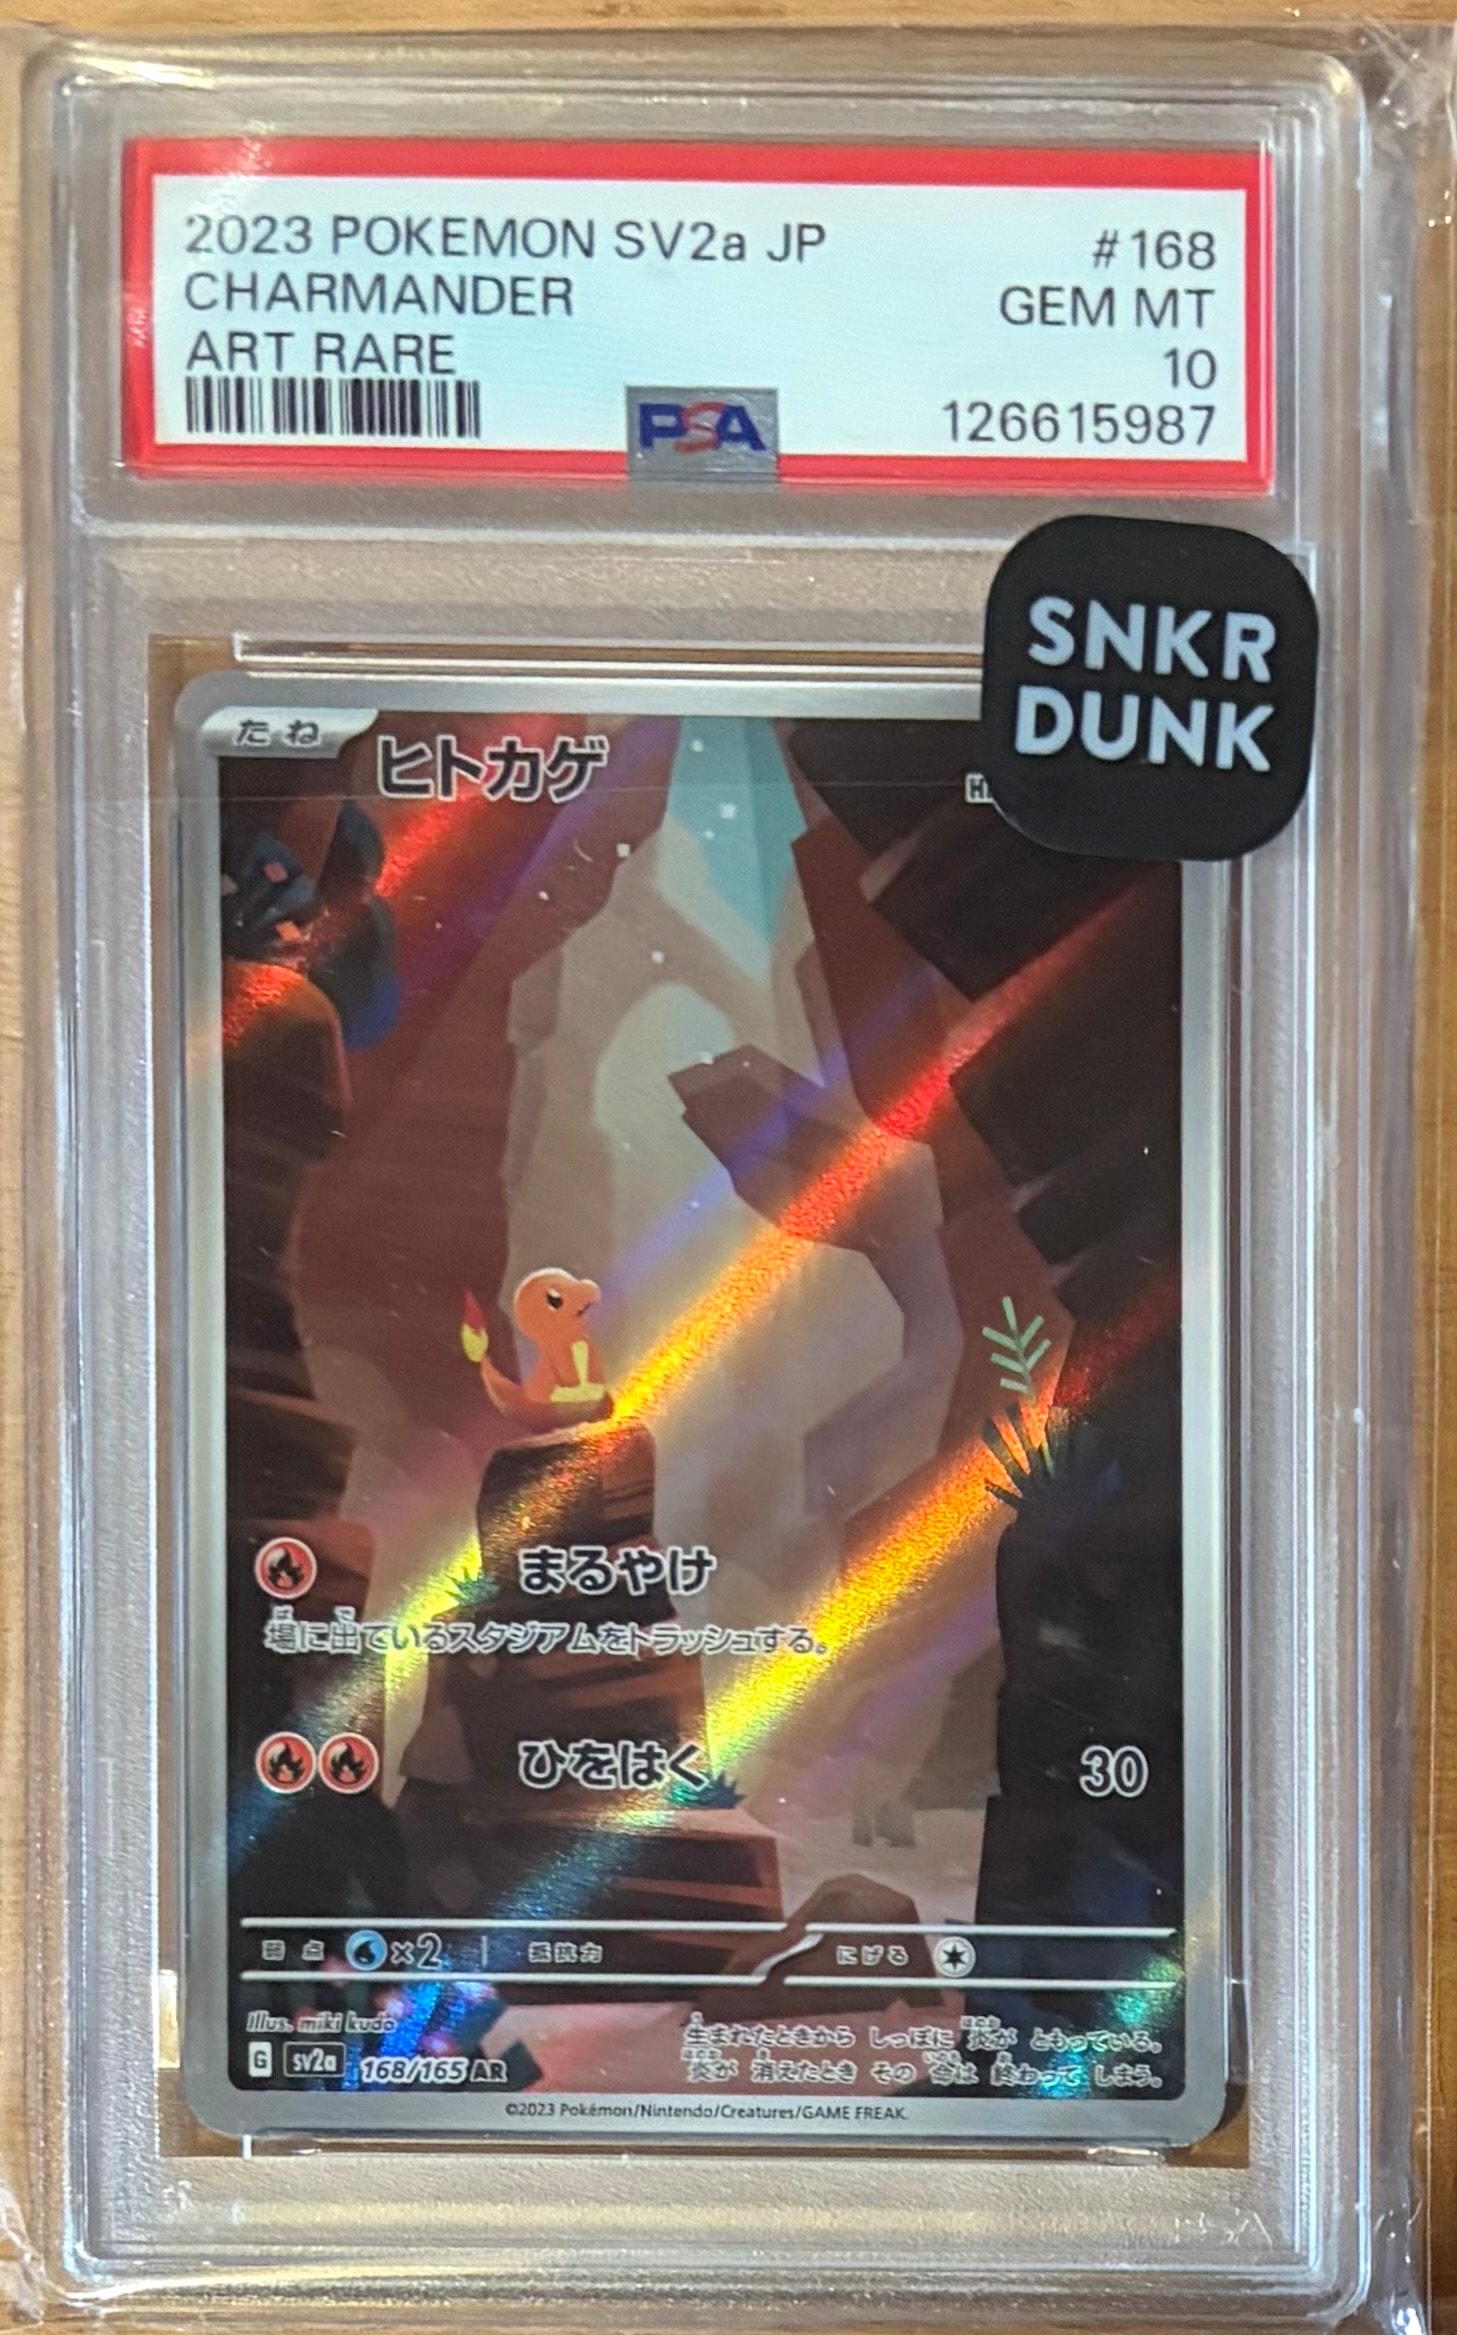 2023 POKEMON SV2a JP #168
CHARMANDER GEM MT
ART RARE 10
PSA 126615987
SNKR
DUNK
たね ヒトカゲ
まるやけ
場に出ているスタジアムをトラッシュする。
ひをはく 30
弱点 ×2 抵抗力 にげる
Illus. miki kudo
生まれたときから しっぽに 炎が ともっている。
炎が 消えたとき その 命は 終わって しまう。
G sv2a 168/165 AR
©2023 Pokémon/Nintendo/Creatures/GAME FREAK.